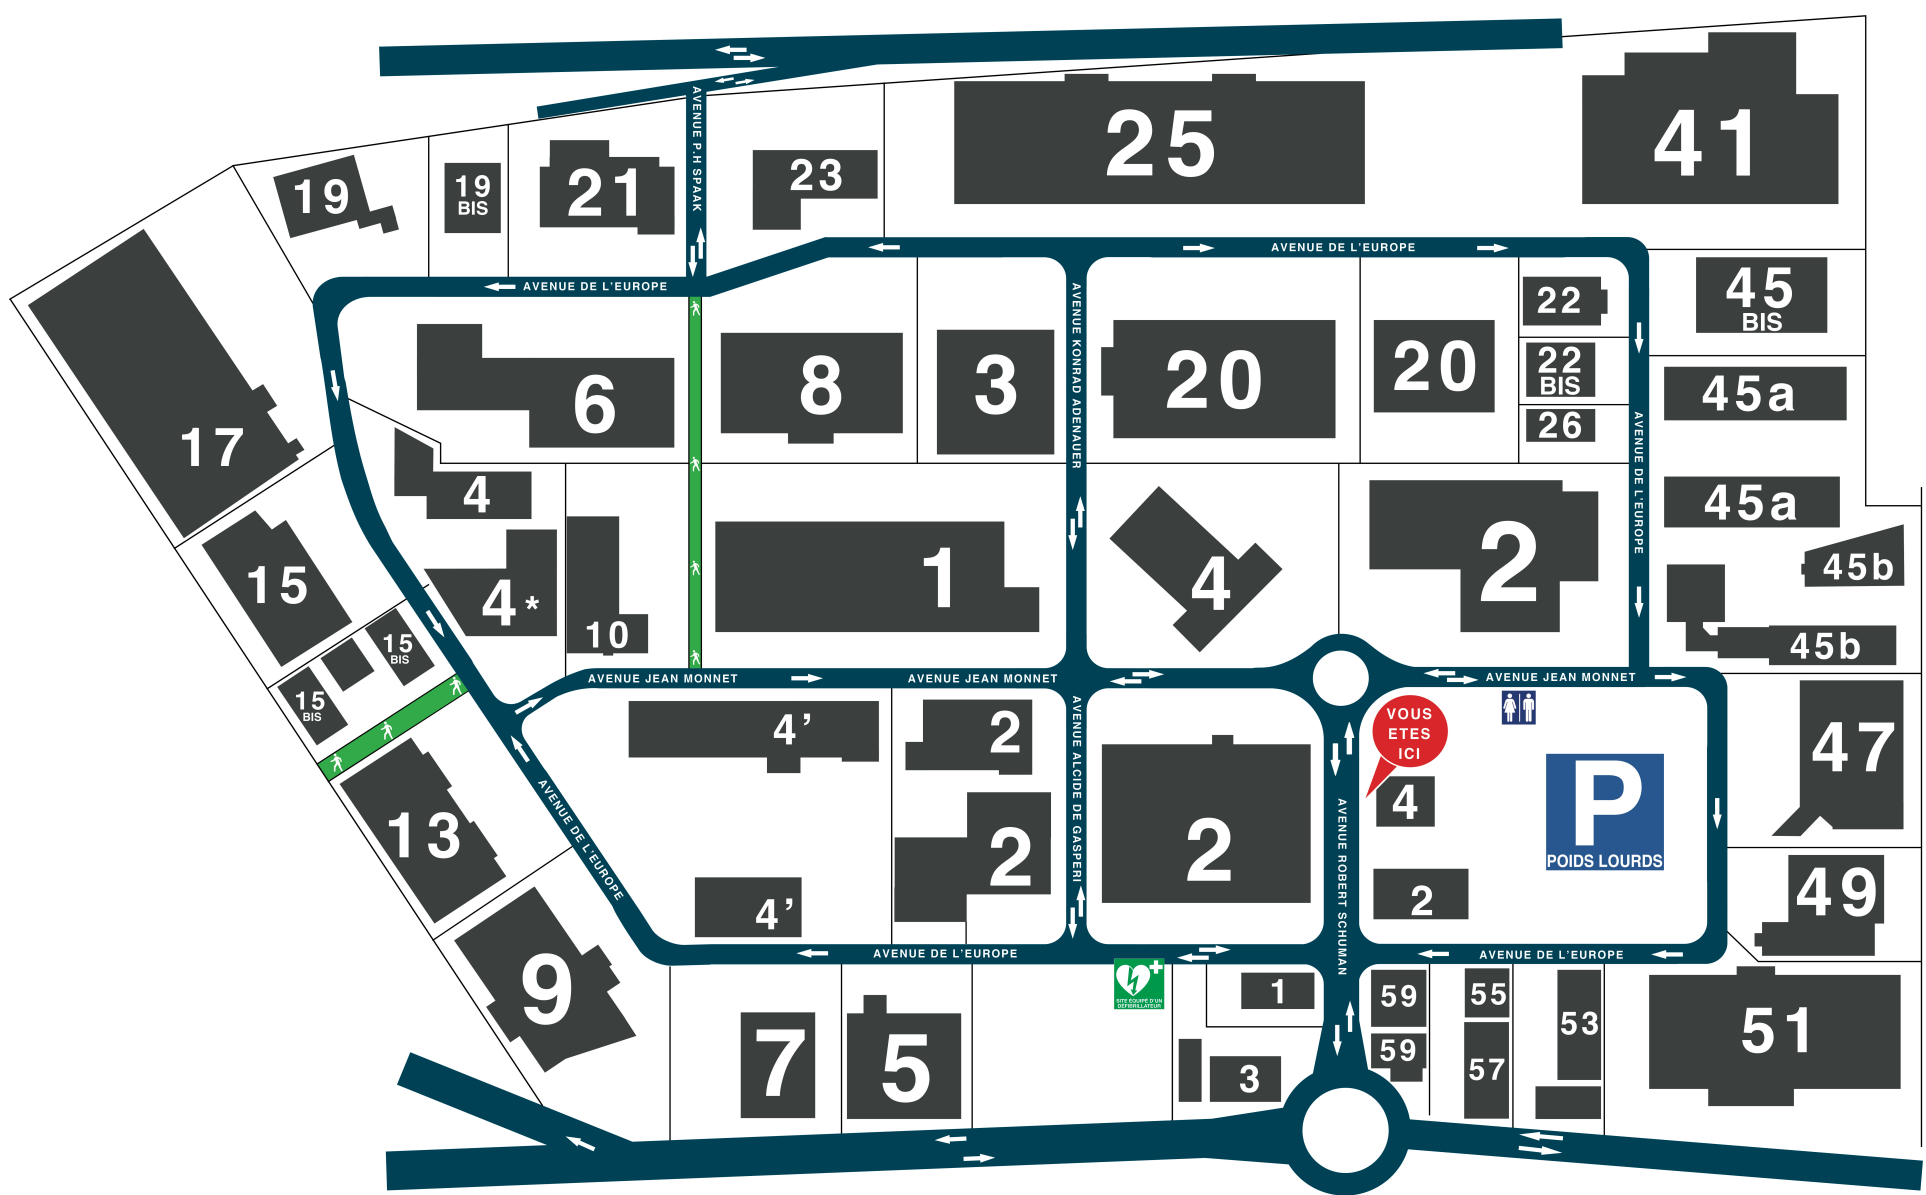 25
41
AVENUE P.H SPAAK
19
19
BIS
21
23
AVENUE DE L'EUROPE
AVENUE DE L'EUROPE
17
6
8
3
AVENUE KONRAD ADENAUER
20
20
22
22
BIS
26
45
BIS
45a
45a
AVENUE DE L'EUROPE
45b
45b
4
4*
10
1
4
2
15
15
BIS
15
BIS
AVENUE JEAN MONNET
AVENUE JEAN MONNET
AVENUE JEAN MONNET
VOUS
ETES
ICI
4'
2
2
4'
AVENUE ALCIDE DE GASPERI
2
AVENUE ROBERT SCHUMAN
4
2
P
POIDS LOURDS
47
49
13
AVENUE DE L'EUROPE
9
AVENUE DE L'EUROPE
AVENUE DE L'EUROPE
SITE ÉQUIPÉ D'UN
DÉFIBRILLATEUR
7
5
1
3
59
59
55
57
53
51